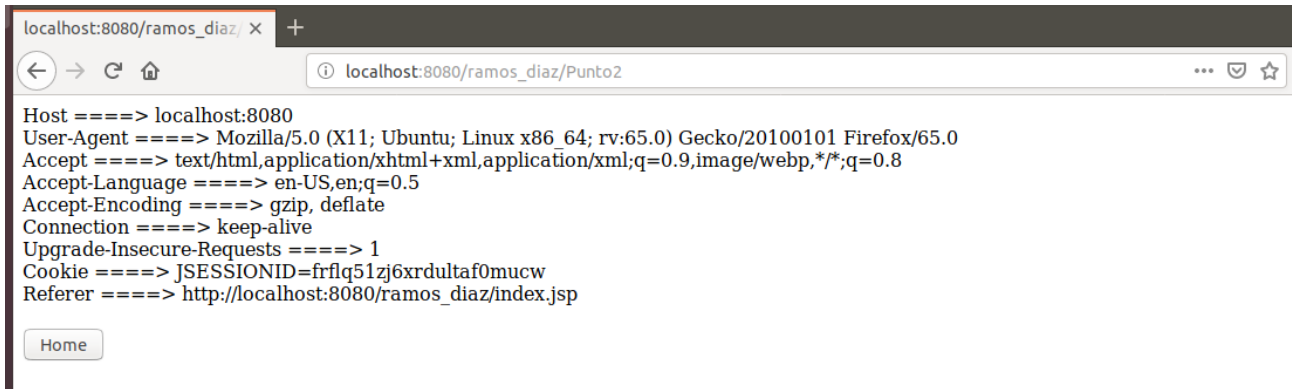 localhost:8080/ramos_diaz/
localhost:8080/ramos_diaz/Punto2
Host ====> localhost:8080
User-Agent ====> Mozilla/5.0 (X11; Ubuntu; Linux x86_64; rv:65.0) Gecko/20100101 Firefox/65.0
Accept ====> text/html,application/xhtml+xml,application/xml;q=0.9,image/webp,*/*;q=0.8
Accept-Language ====> en-US,en;q=0.5
Accept-Encoding ====> gzip, deflate
Connection ====> keep-alive
Upgrade-Insecure-Requests ====> 1
Cookie ====> JSESSIONID=frflq51zj6xrdultaf0mucw
Referer ====> http://localhost:8080/ramos_diaz/index.jsp
Home